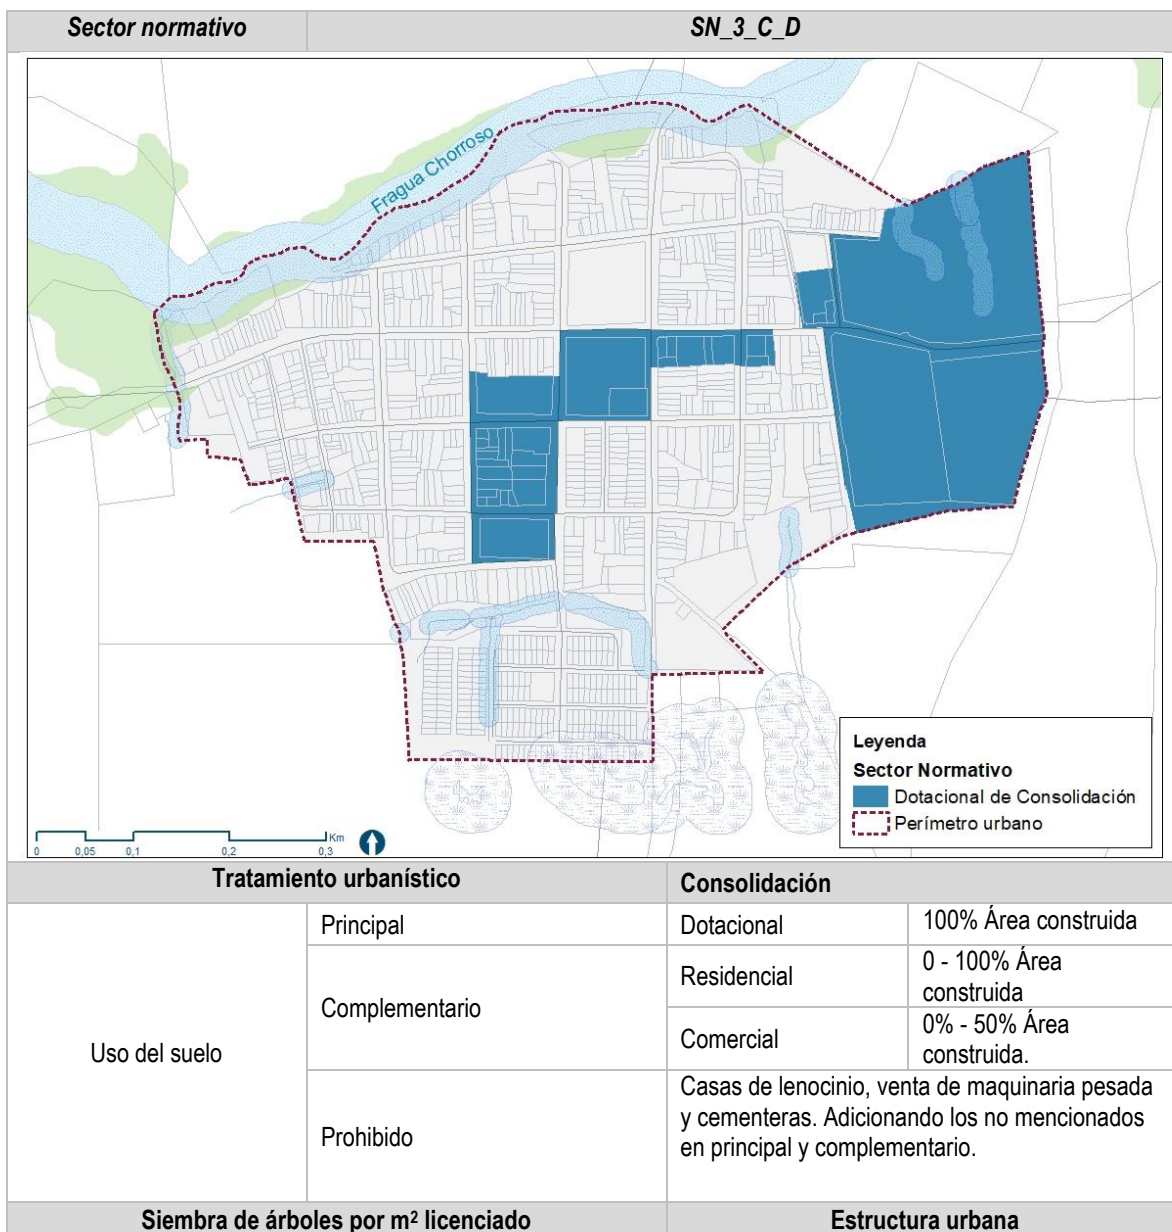 Sector normativo
SN_3_C_D
Fragua Chorroso
Leyenda
Sector Normativo
Dotacional de Consolidación
Perímetro urbano
Km
0 0,05 0,1 0,2 0,3
Tratamiento urbanístico
Consolidación
Uso del suelo
Principal
Dotacional
100% Área construida
Complementario
Residencial
0 - 100% Área
construida
Comercial
0% - 50% Área
construida.
Prohibido
Casas de lenocinio, venta de maquinaria pesada
y cementeras. Adicionando los no mencionados
en principal y complementario.
Siembra de árboles por m² licenciado
Estructura urbana